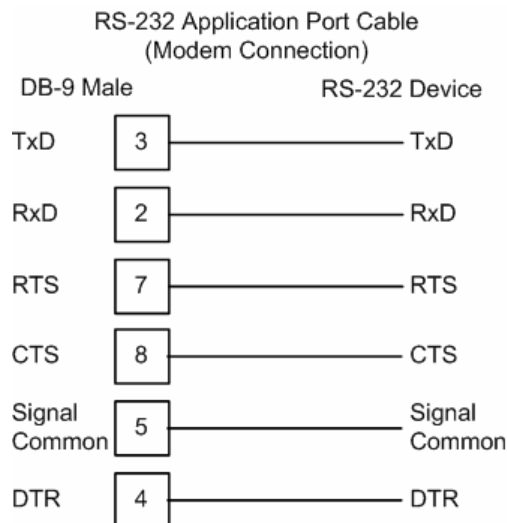 RS-232 Application Port Cable
(Modem Connection)
DB-9 Male RS-232 Device
TxD 3 TxD
RxD 2 RxD
RTS 7 RTS
CTS 8 CTS
Signal Common 5 Signal Common
DTR 4 DTR